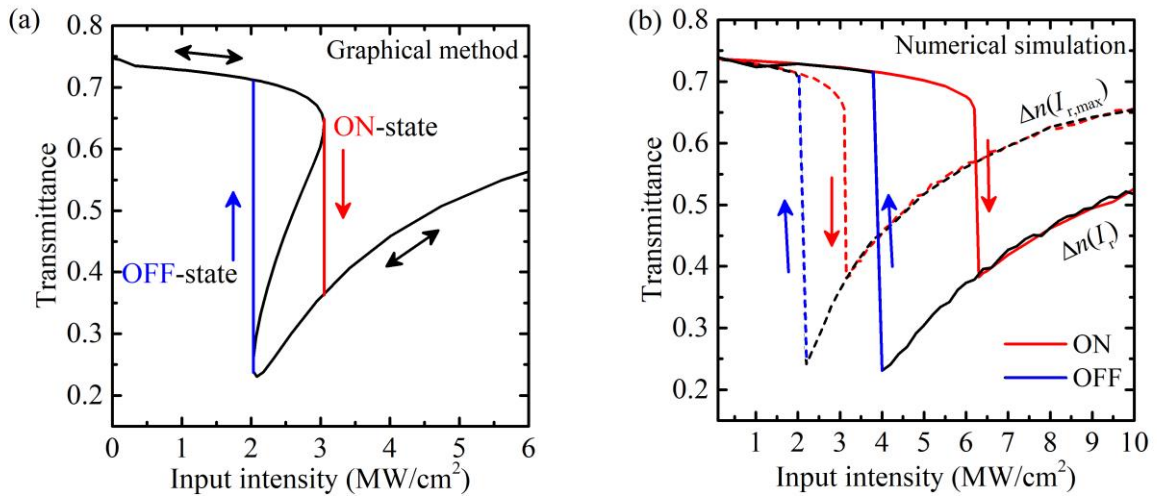 (a)
Graphical method
ON-state
OFF-state
Transmittance
0.8
0.7
0.6
0.5
0.4
0.3
0.2
0 1 2 3 4 5 6
Input intensity (MW/cm²)
(b)
Numerical simulation
Δn(I_r,max)
Δn(I_r)
ON
OFF
Transmittance
0.8
0.7
0.6
0.5
0.4
0.3
0.2
1 2 3 4 5 6 7 8 9 10
Input intensity (MW/cm²)